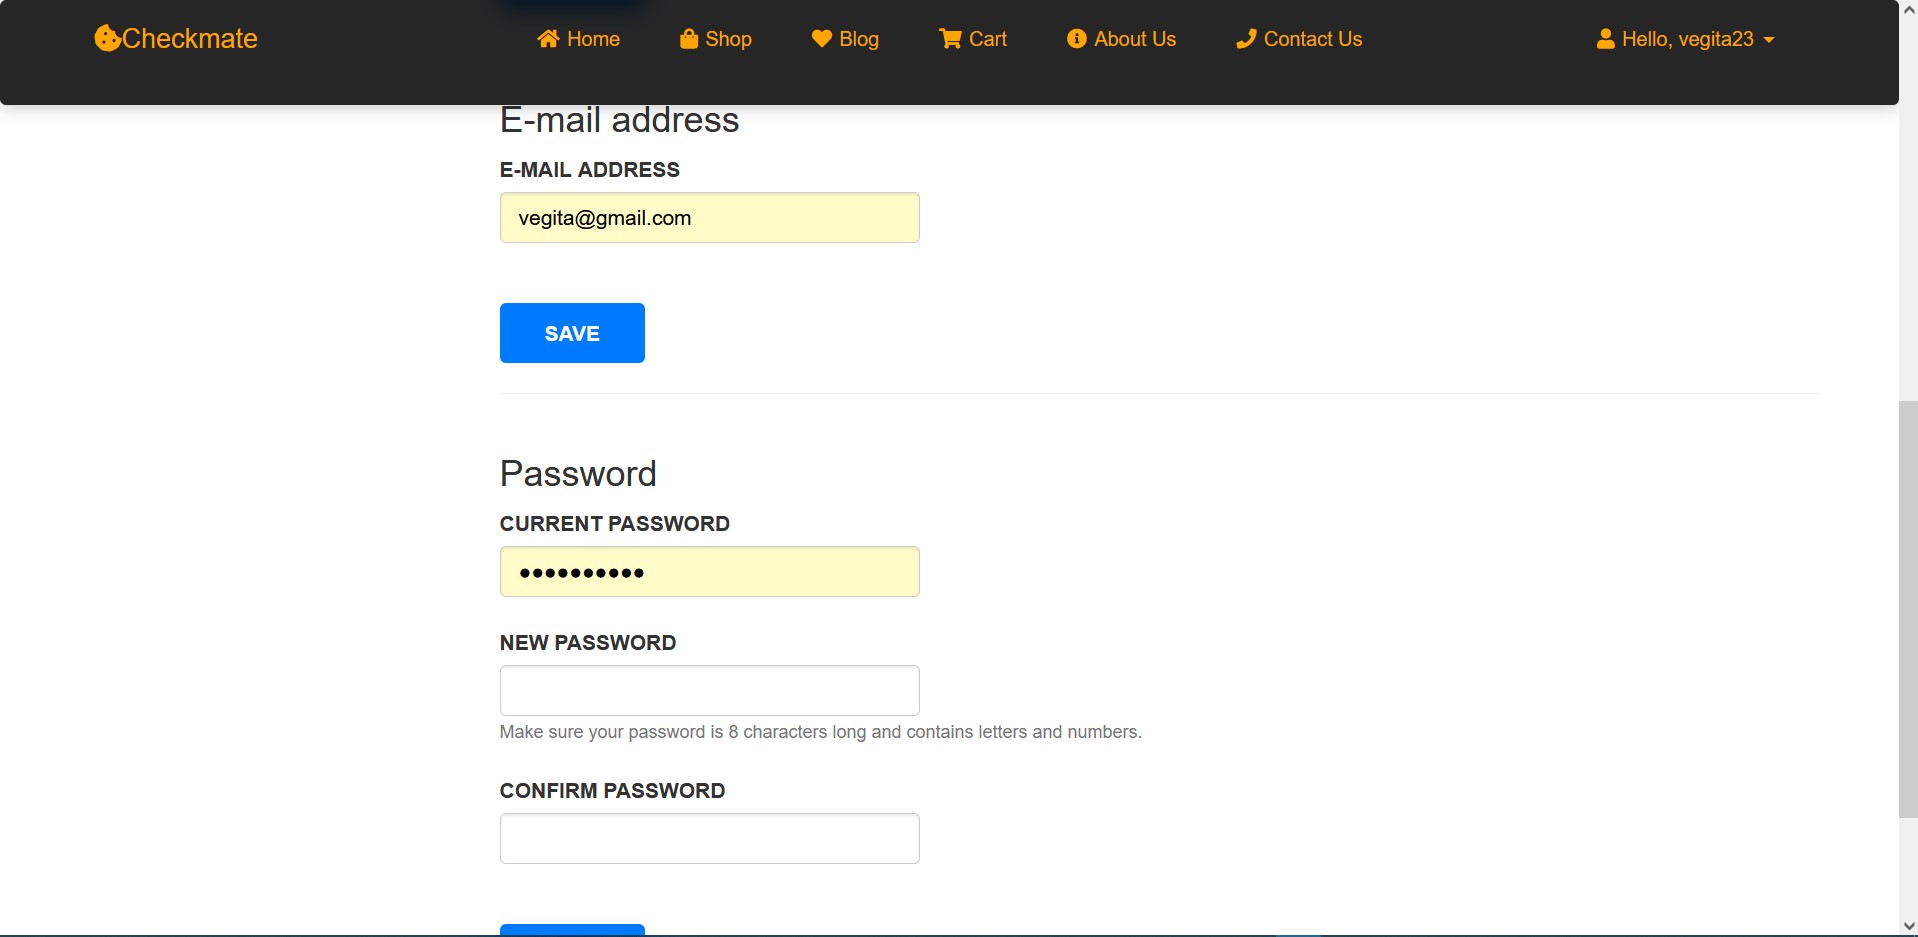 Checkmate Home Shop Blog Cart About Us Contact Us Hello, vegita23
E-mail address
E-MAIL ADDRESS
vegita@gmail.com
SAVE
Password
CURRENT PASSWORD
●●●●●●●●●●
NEW PASSWORD
Make sure your password is 8 characters long and contains letters and numbers.
CONFIRM PASSWORD